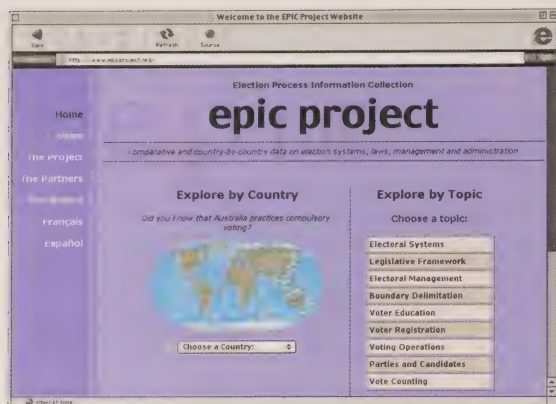 Welcome to the EPIC Project Website
Refresh
Source
Election Process Information Collection
epic project
Comparative and country-by-country data on election systems, laws, management and administration
Home
The Project
The Partners
Français
Español
Explore by Country
Did you know that Australia practices compulsory
voting?
Choose a Country:
Explore by Topic
Choose a topic:
Electoral Systems
Legislative Framework
Electoral Management
Boundary Delimitation
Voter Education
Voter Registration
Voting Operations
Parties and Candidates
Vote Counting